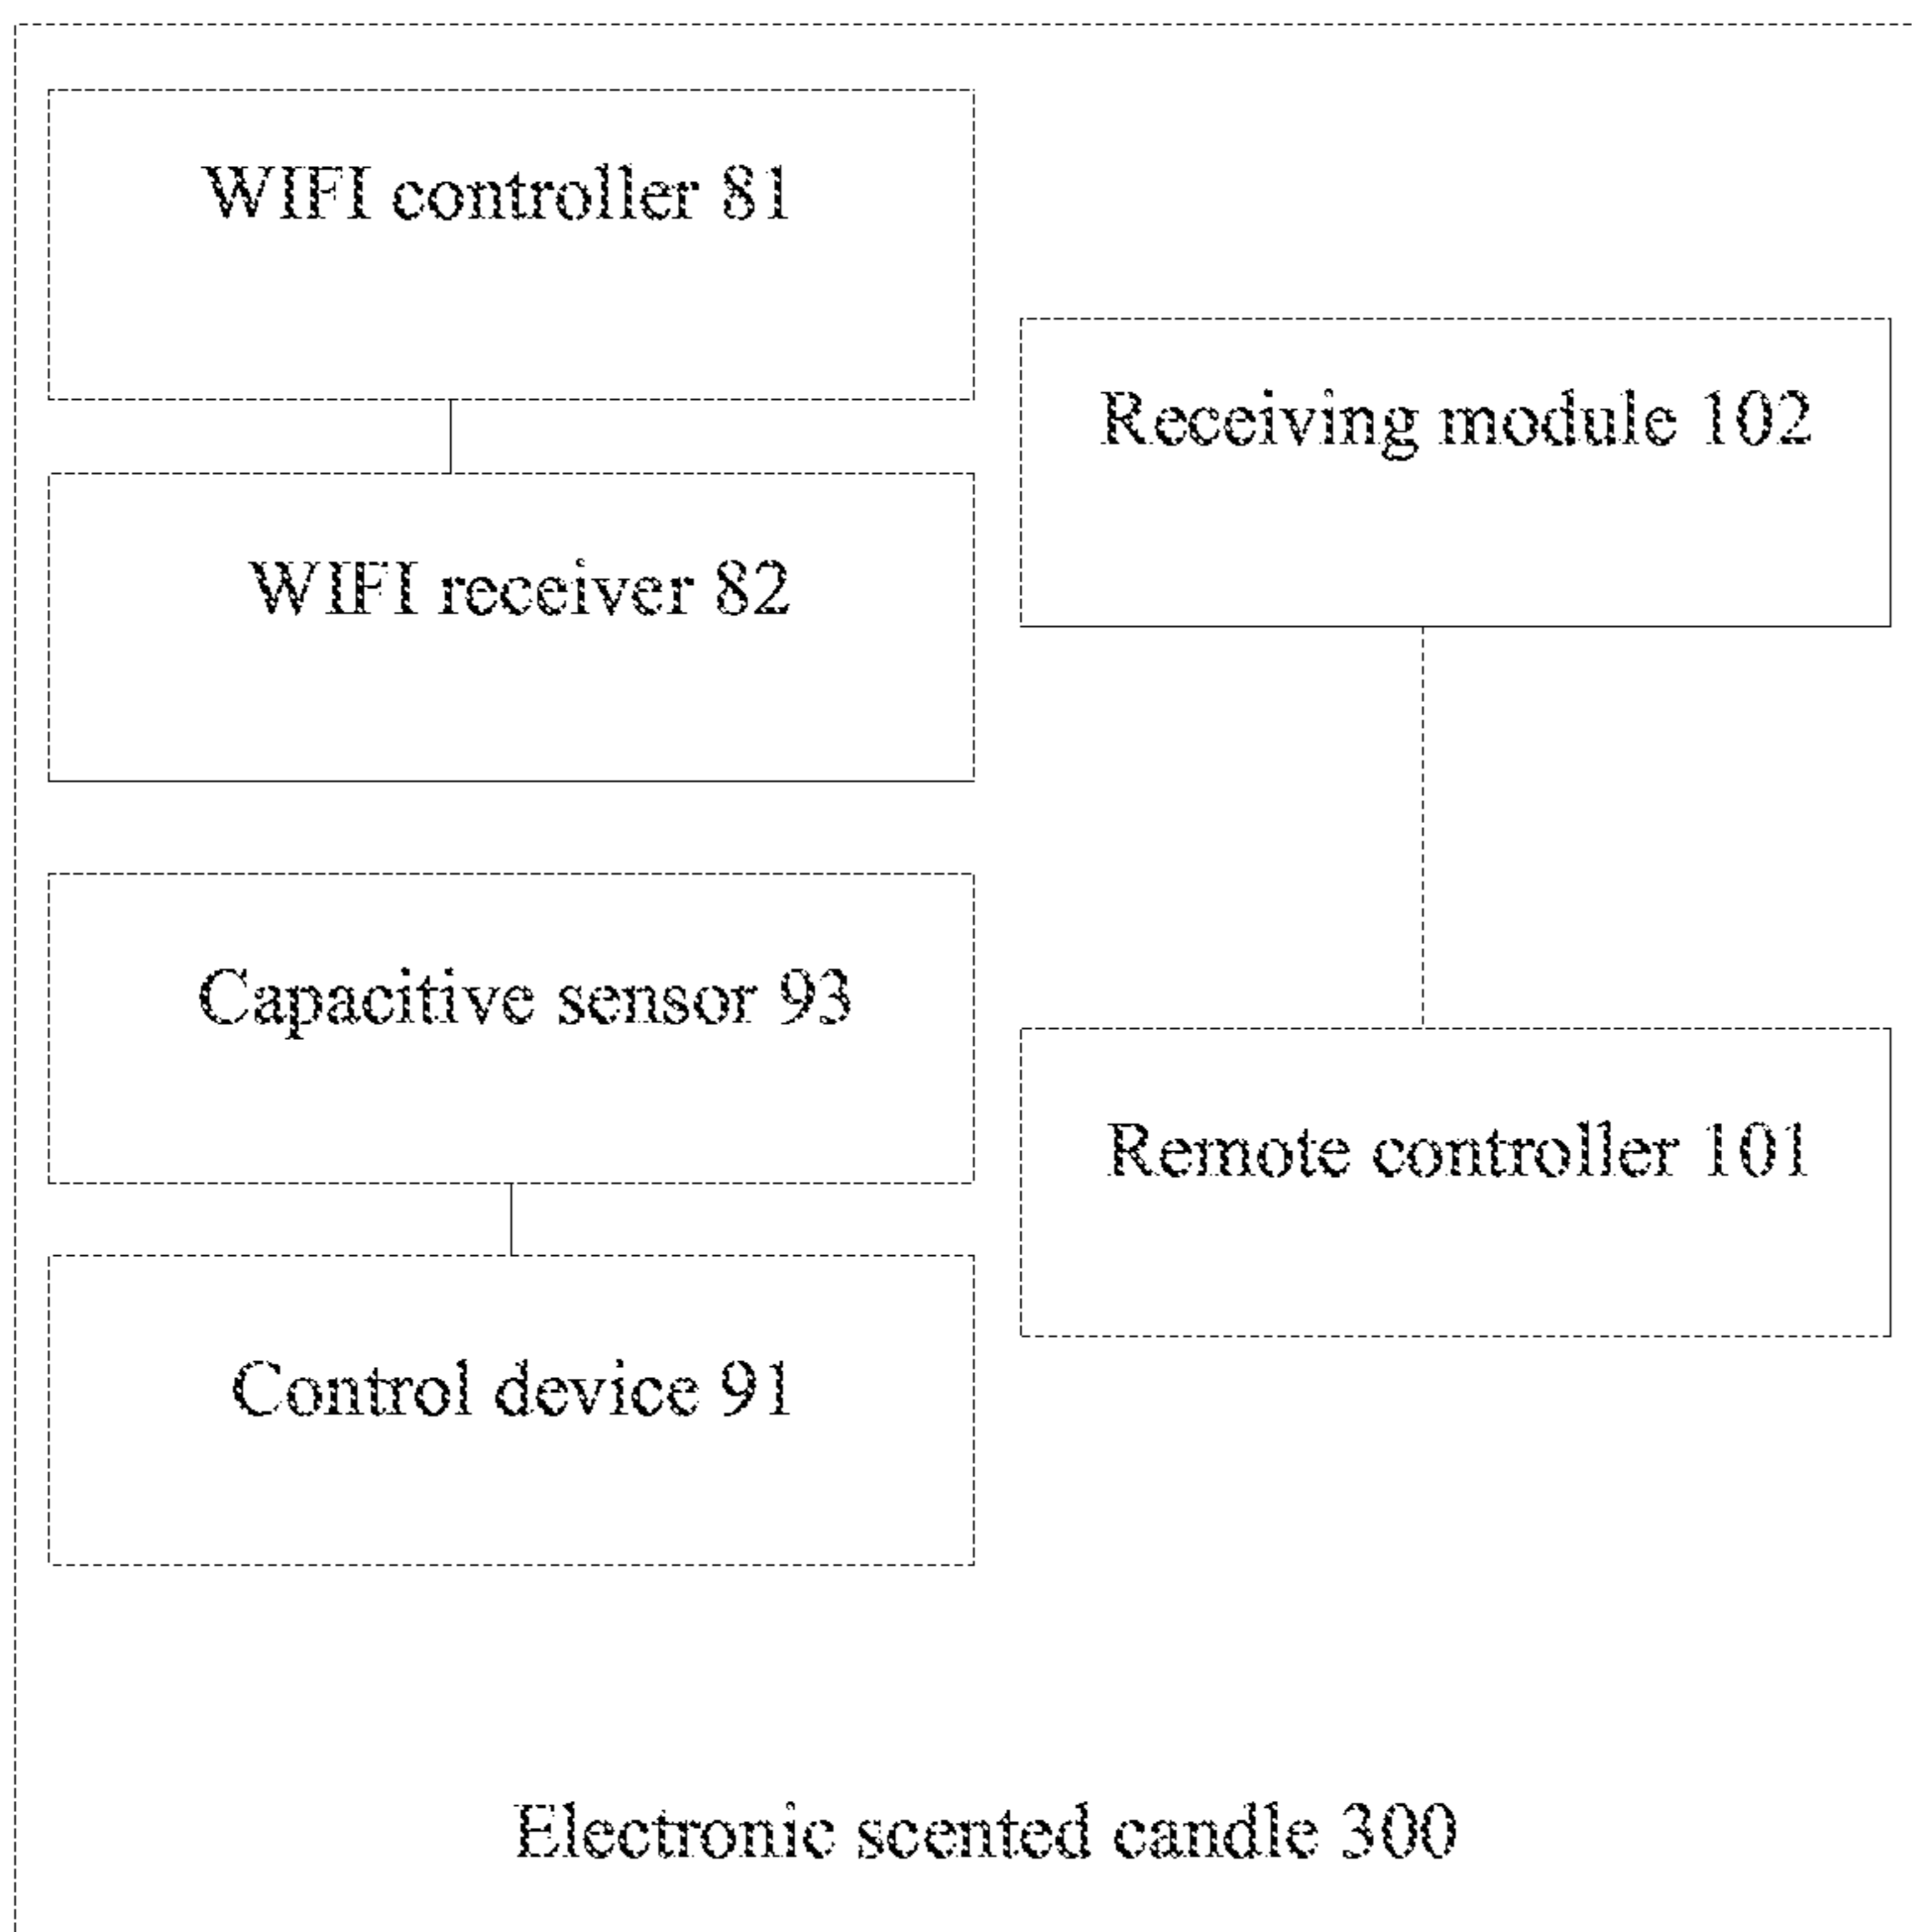 WIFI controller 81
WIFI receiver 82
Capacitive sensor 93
Control device 91
Receiving module 102
Remote controller 101
Electronic scented candle 300